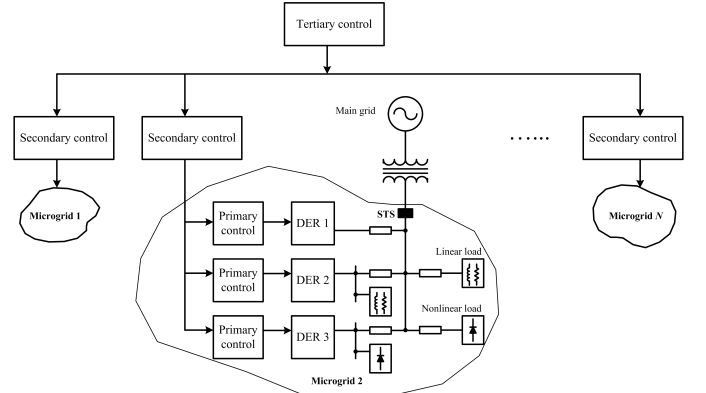 Tertiary control
Main grid
Secondary control
Secondary control
......
Secondary control
Microgrid 1
STS
Microgrid N
Primary
control
DER 1
Linear load
Primary
control
DER 2
Nonlinear load
Primary
control
DER 3
Microgrid 2